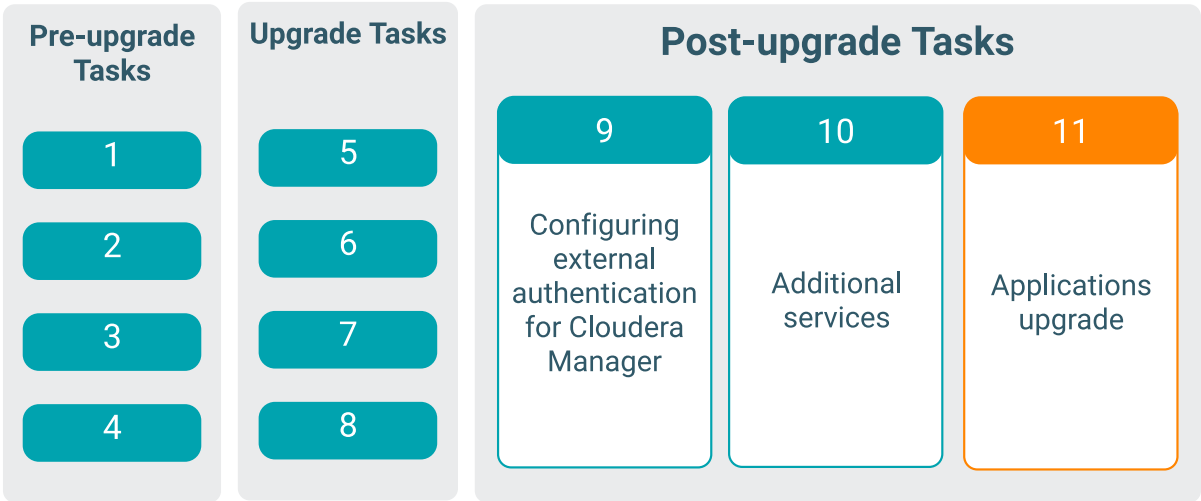 Pre-upgrade
Tasks
1
2
3
4
Upgrade Tasks
5
6
7
8
Post-upgrade Tasks
9
Configuring
external
authentication
for Cloudera
Manager
10
Additional
services
11
Applications
upgrade